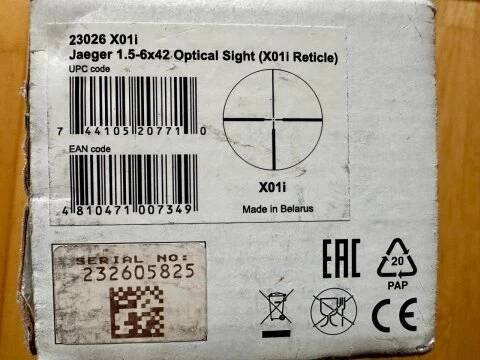 23026 X01i
Jaeger 1.5-6x42 Optical Sight (X01i Reticle)
UPC code
7 44105 20771 0
EAN code
4 810471 007349
X01i
Made in Belarus
SERIAL NO:
232605825
EAC
20
PAP
CE